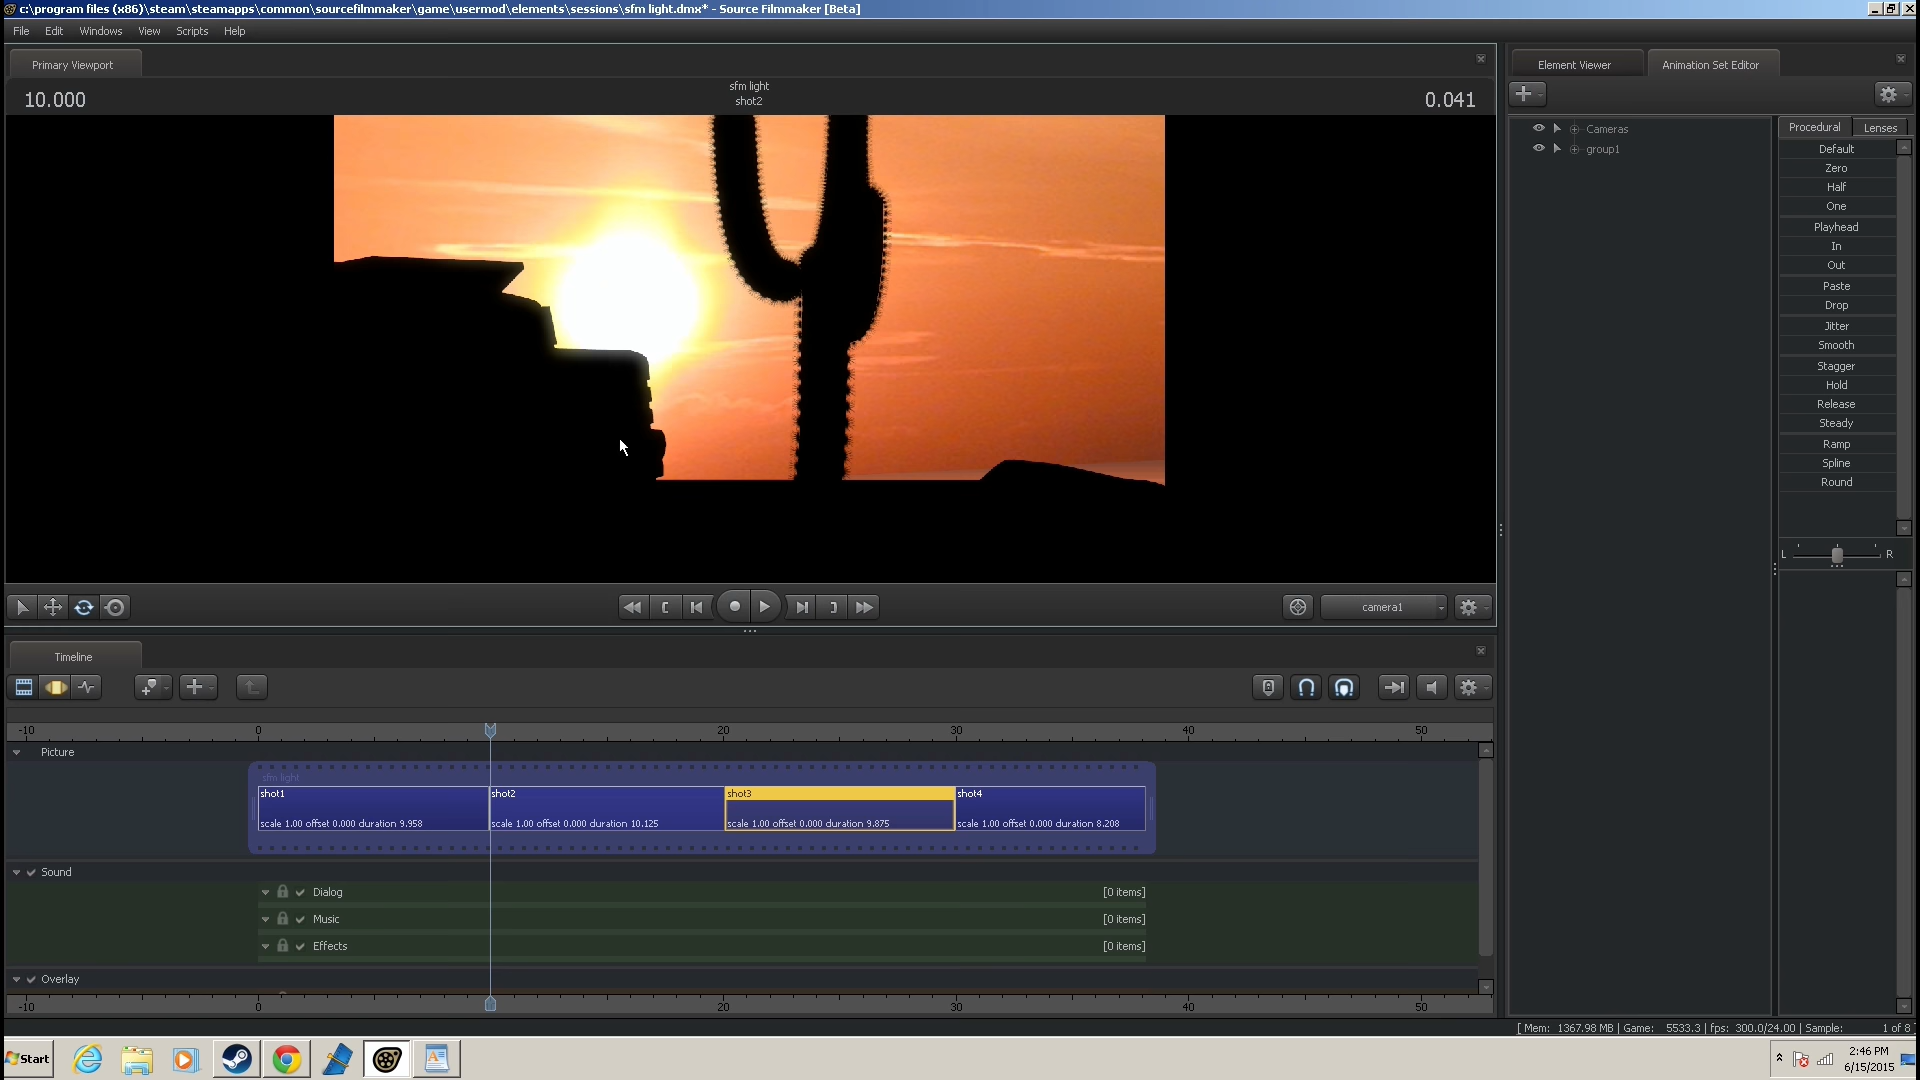 c:\program files (x86)\steam\steamapps\common\sourcefilmmaker\game\usermod\elements\sessions\sfm light.dmx* - Source Filmmaker [Beta]
File Edit Windows View Scripts Help
Primary Viewport
Element Viewer Animation Set Editor
10.000
sfm light
shot2
0.041
Cameras
group1
Procedural Lenses
Default
Zero
Half
One
Playhead
In
Out
Paste
Drop
Jitter
Smooth
Stagger
Hold
Release
Steady
Ramp
Spline
Round
L R
camera1
Timeline
-10 0 20 30 40 50
Picture
sfm light
shot1 shot2 shot3 shot4
scale 1.00 offset 0.000 duration 9.958 scale 1.00 offset 0.000 duration 10.125 scale 1.00 offset 0.000 duration 9.875 scale 1.00 offset 0.000 duration 8.208
Sound
Dialog [0 items]
Music [0 items]
Effects [0 items]
Overlay
-10 0 20 30 40 50
[ Mem: 1367.98 MB | Game: 5533.3 | fps: 300.0/24.00 | Sample: 1 of 8
Start
2:46 PM
6/15/2015